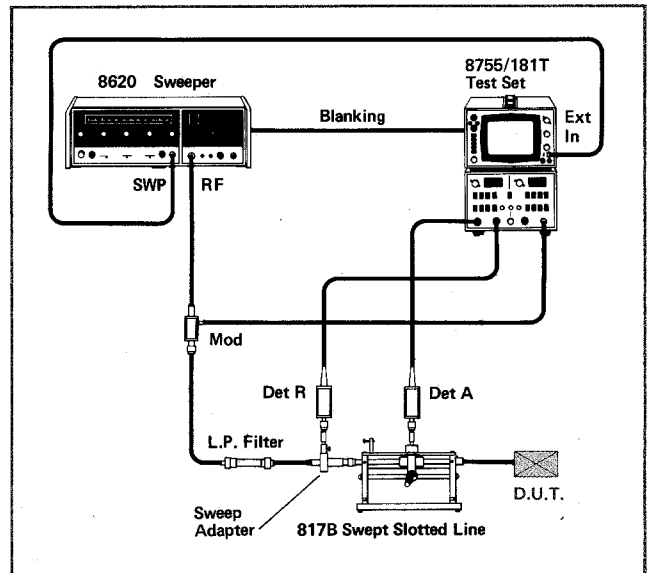 8755/181T
Test Set
8620 Sweeper
Blanking
Ext
In
SWP RF
Mod
Det R
Det A
L.P. Filter
D.U.T.
Sweep
Adapter
817B Swept Slotted Line